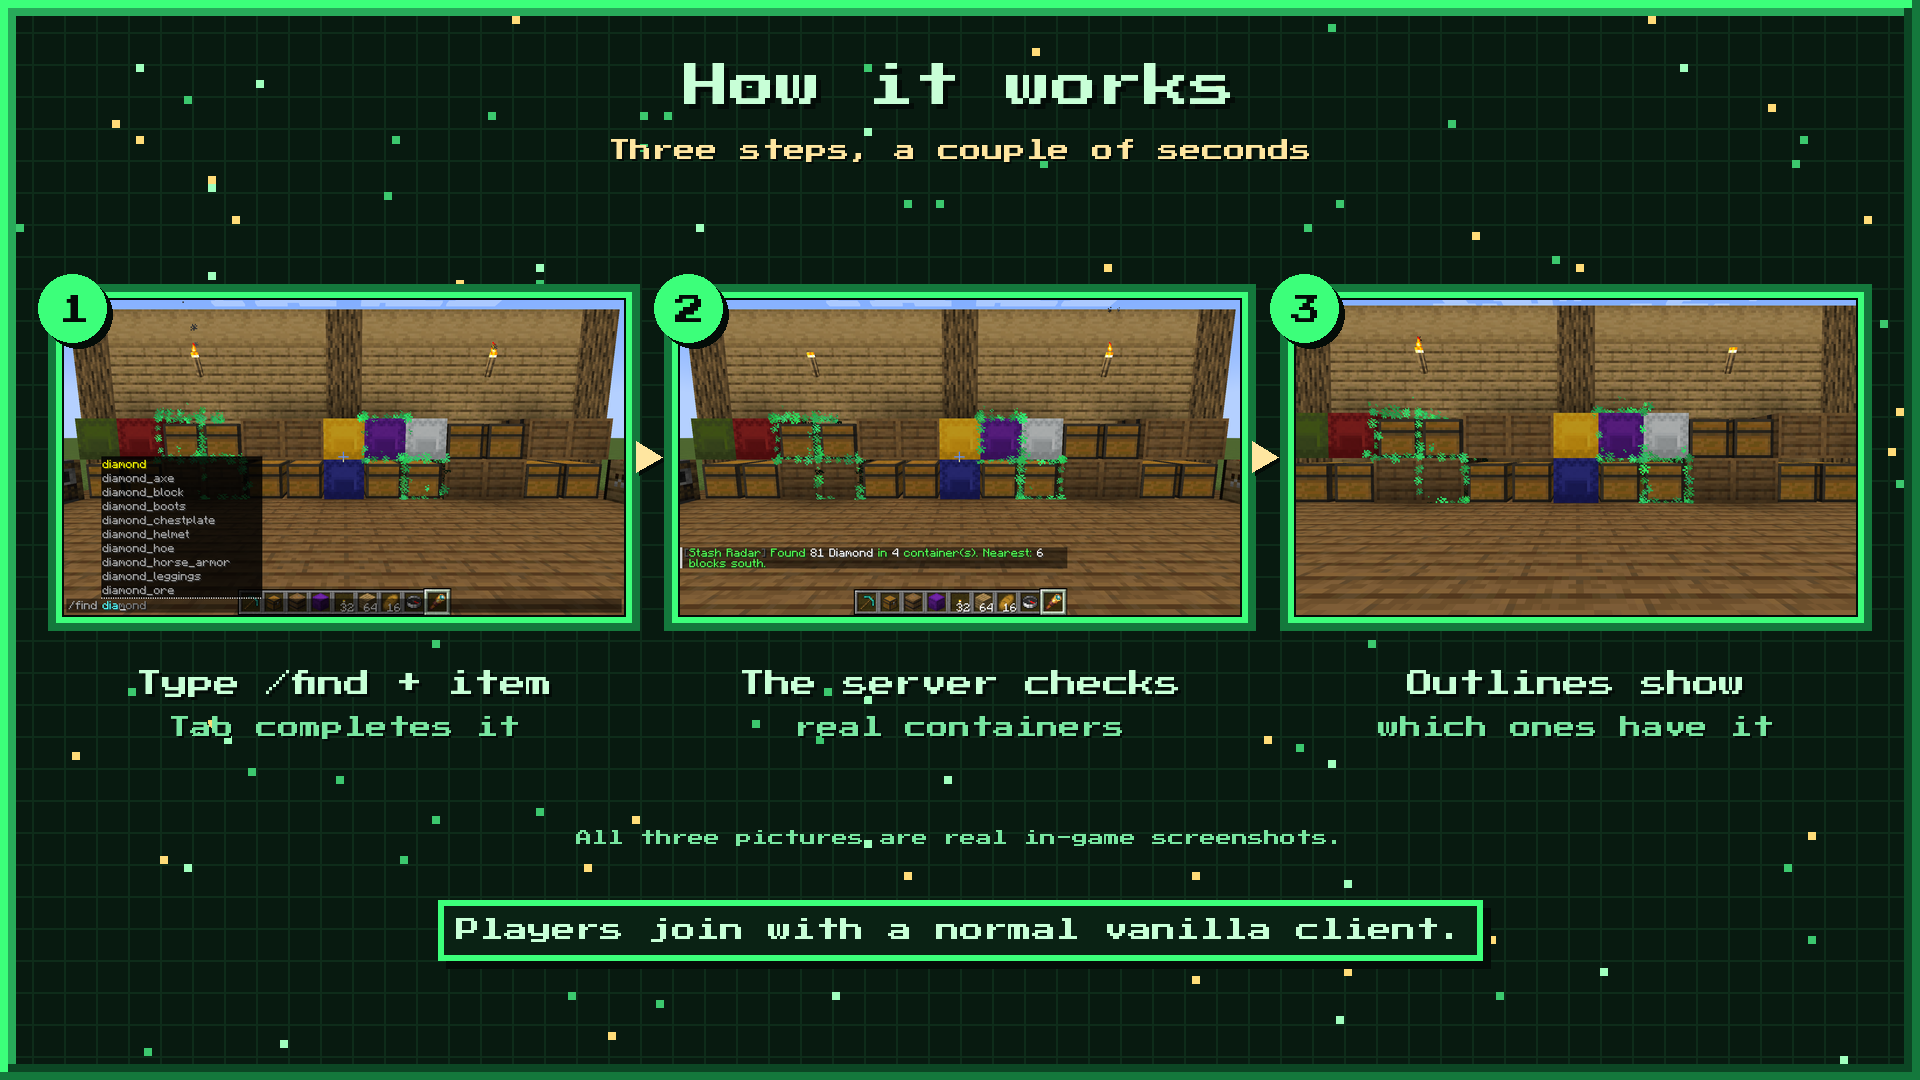 How it works
Three steps, a couple of seconds
1
2
3
diamond
diamond_axe
diamond_block
diamond_boots
diamond_chestplate
diamond_helmet
diamond_hoe
diamond_horse_armor
diamond_leggings
diamond_ore
/find diamond
32 64 16
[Stash Radar] Found 81 Diamond in 4 container(s). Nearest: 6
blocks south.
32 64 16
Type /find + item
Tab completes it
The server checks
real containers
Outlines show
which ones have it
All three pictures are real in-game screenshots.
Players join with a normal vanilla client.